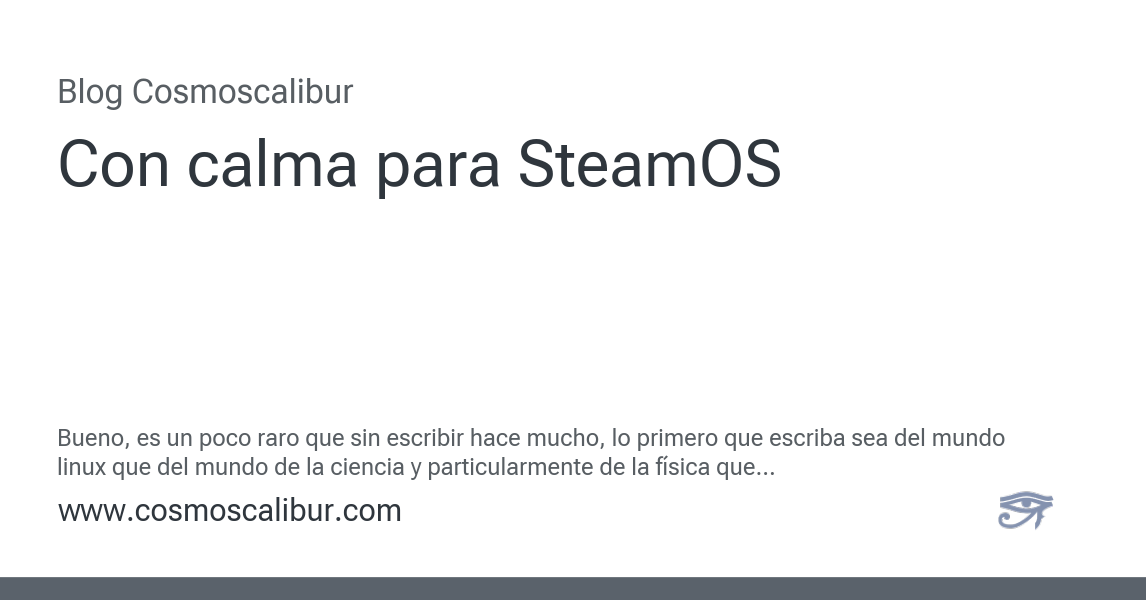 Blog Cosmoscalibur
Con calma para SteamOS
Bueno, es un poco raro que sin escribir hace mucho, lo primero que escriba sea del mundo
linux que del mundo de la ciencia y particularmente de la física que...
www.cosmoscalibur.com